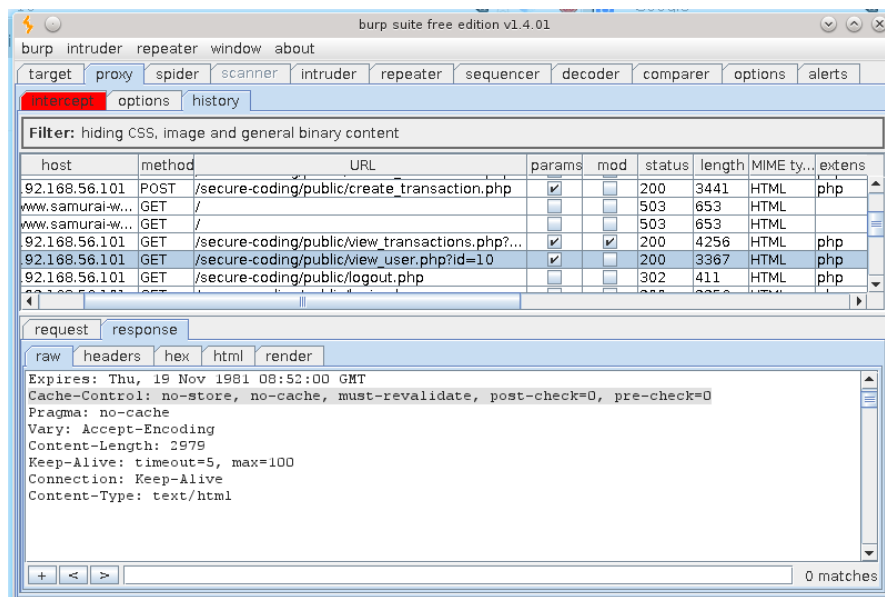 burp suite free edition v1.4.01
burp intruder repeater window about
target proxy spider scanner intruder repeater sequencer decoder comparer options alerts
intercept options history
Filter: hiding CSS, image and general binary content
host method URL params mod status length MIME ty... extens
.92.168.56.101 POST /secure-coding/public/create_transaction.php 200 3441 HTML php
www.samurai-w... GET / 503 653 HTML
www.samurai-w... GET / 503 653 HTML
.92.168.56.101 GET /secure-coding/public/view_transactions.php?... 200 4256 HTML php
.92.168.56.101 GET /secure-coding/public/view_user.php?id=10 200 3367 HTML php
.92.168.56.101 GET /secure-coding/public/logout.php 302 411 HTML php
request response
raw headers hex html render
Expires: Thu, 19 Nov 1981 08:52:00 GMT
Cache-Control: no-store, no-cache, must-revalidate, post-check=0, pre-check=0
Pragma: no-cache
Vary: Accept-Encoding
Content-Length: 2979
Keep-Alive: timeout=5, max=100
Connection: Keep-Alive
Content-Type: text/html
+ < > 0 matches